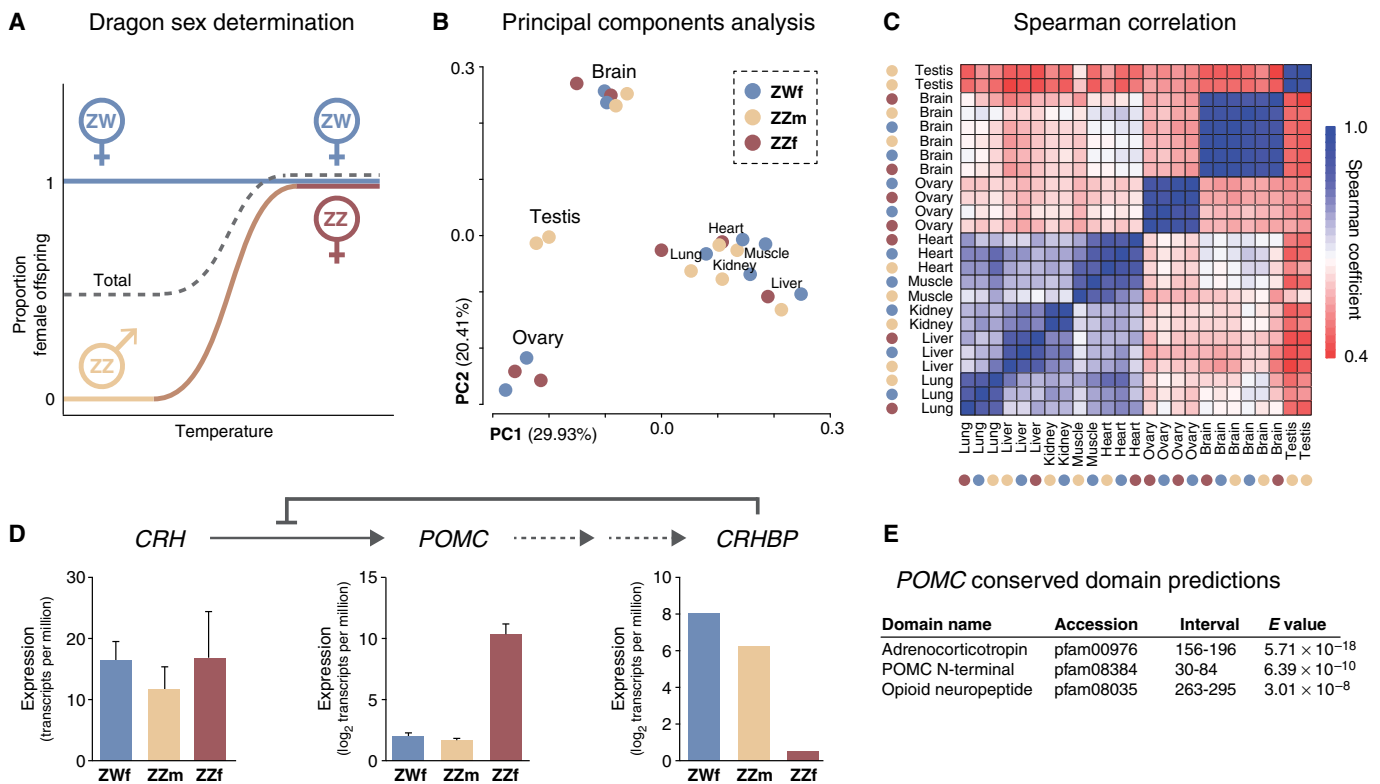 A Dragon sex determination
ZW
ZW
1
ZZ
Total
ZZ
0
Proportion
female offspring
Temperature
B Principal components analysis
0.3
Brain
ZWf
ZZm
ZZf
Testis
0.0
Heart
Lung
Muscle
Kidney
Liver
Ovary
PC2 (20.41%)
PC1 (29.93%)
0.0
0.3
C Spearman correlation
Testis
Testis
Brain
Brain
Brain
Brain
Brain
Brain
Ovary
Ovary
Ovary
Ovary
Heart
Heart
Heart
Muscle
Muscle
Kidney
Kidney
Liver
Liver
Liver
Lung
Lung
Lung
Lung
Lung
Lung
Liver
Liver
Liver
Kidney
Kidney
Muscle
Muscle
Heart
Heart
Heart
Ovary
Ovary
Ovary
Ovary
Brain
Brain
Brain
Brain
Brain
Brain
Testis
Testis
1.0
Spearman coefficient
0.4
D
CRH
POMC
CRHBP
Expression
(transcripts per million)
30
20
10
0
ZWf ZZm ZZf
Expression
(log2 transcripts per million)
15
10
5
0
ZWf ZZm ZZf
Expression
(log2 transcripts per million)
10
8
6
4
2
0
ZWf ZZm ZZf
E
POMC conserved domain predictions
Domain name Accession Interval E value
Adrenocorticotropin pfam00976 156-196 5.71 × 10⁻¹⁸
POMC N-terminal pfam08384 30-84 6.39 × 10⁻¹⁰
Opioid neuropeptide pfam08035 263-295 3.01 × 10⁻⁸